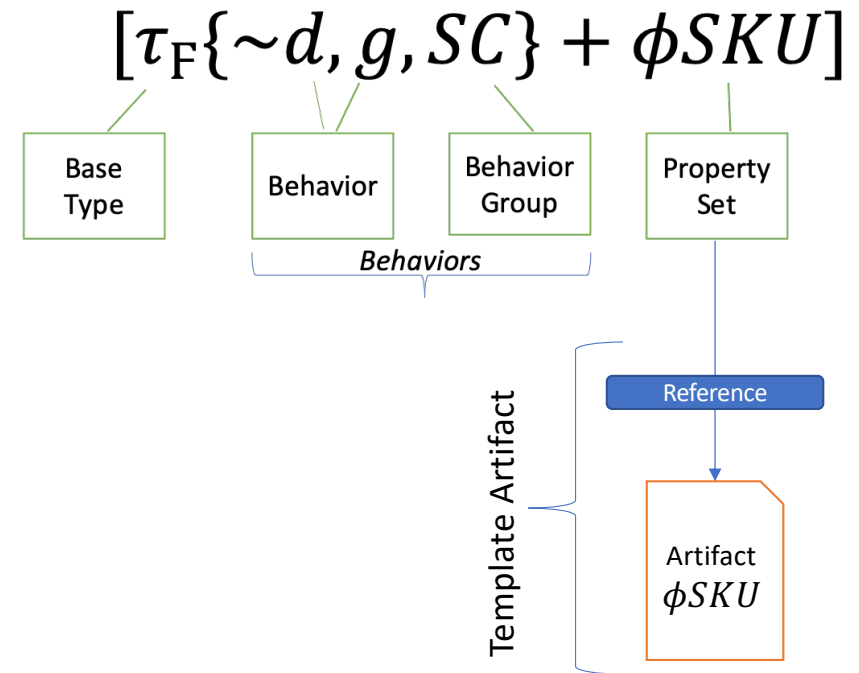 [τF{~d, g, SC} + ϕSKU]
Base
Type
Behavior
Behavior
Group
Property
Set
Behaviors
Reference
Template Artifact
Artifact
ϕSKU